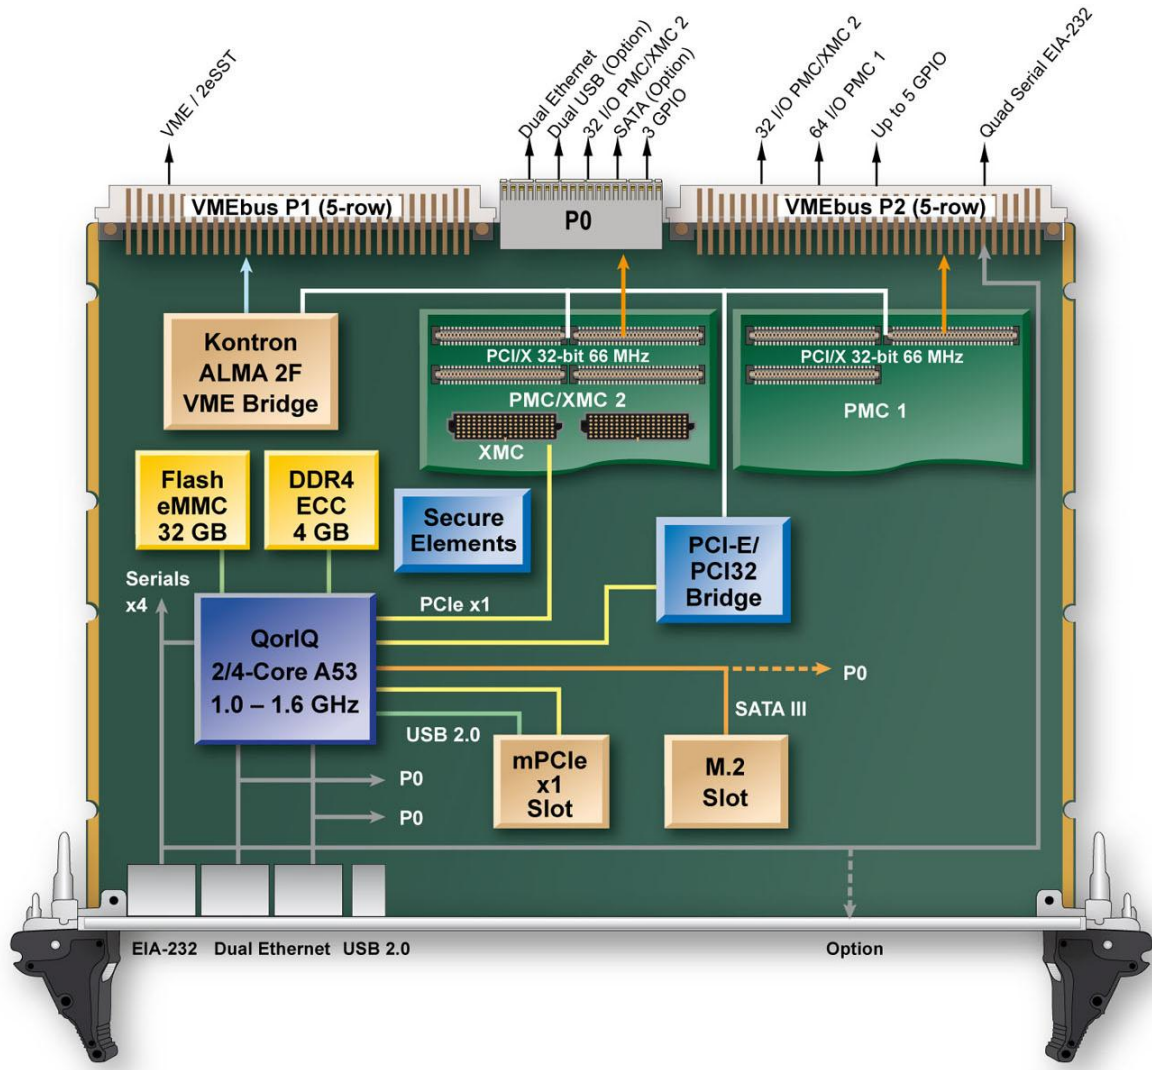 VME / 2eSST
Dual Ethernet
Dual USB (Option)
32 I/O PMC/XMC 2
SATA (Option)
3 GPIO
32 I/O PMC/XMC 2
64 I/O PMC 1
Up to 5 GPIO
Quad Serial EIA-232
VMEbus P1 (5-row)
P0
VMEbus P2 (5-row)
Kontron
ALMA 2F
VME Bridge
PCI/X 32-bit 66 MHz
PMC/XMC 2
XMC
PCI/X 32-bit 66 MHz
PMC 1
Flash
eMMC
32 GB
DDR4
ECC
4 GB
Secure
Elements
PCI-E/
PCI32
Bridge
Serials
x4
PCIe x1
QorIQ
2/4-Core A53
1.0 – 1.6 GHz
P0
SATA III
USB 2.0
mPCIe
x1
Slot
M.2
Slot
P0
P0
EIA-232
Dual Ethernet
USB 2.0
Option